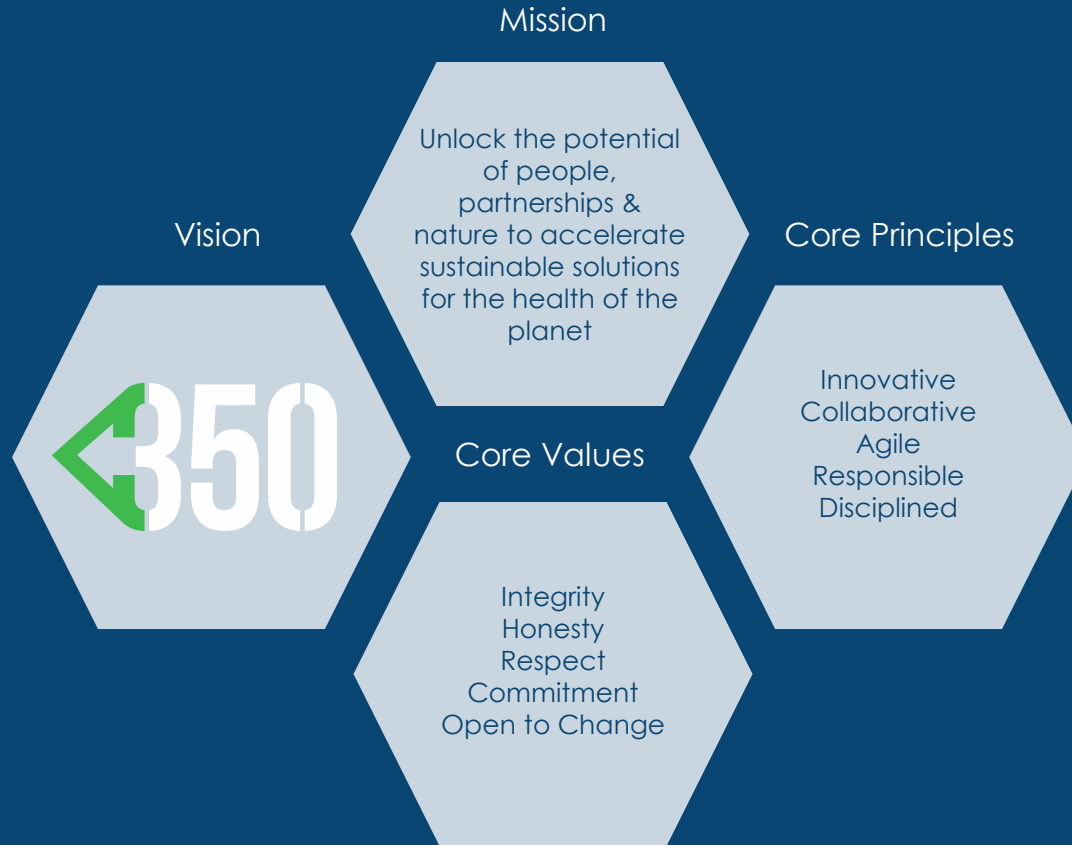 Mission
Unlock the potential
of people,
partnerships &
nature to accelerate
sustainable solutions
for the health of the
planet
Vision
350
Core Principles
Innovative
Collaborative
Agile
Responsible
Disciplined
Core Values
Integrity
Honesty
Respect
Commitment
Open to Change